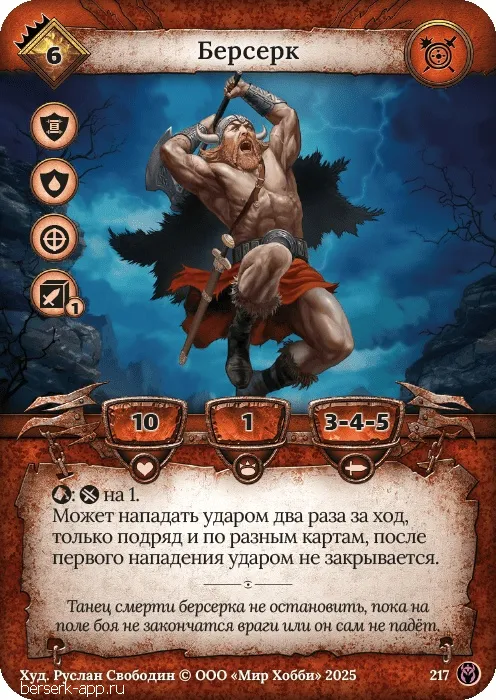 6
Берсерк
1
10
1
3-4-5
: на 1.
Может нападать ударом два раза за ход,
только подряд и по разным картам, после
первого нападения ударом не закрывается.
Танец смерти берсерка не остановить, пока на
поле боя не закончатся враги или он сам не падёт.
Худ. Руслан Свободин © ООО «Мир Хобби» 2025
217
berserk-app.ru